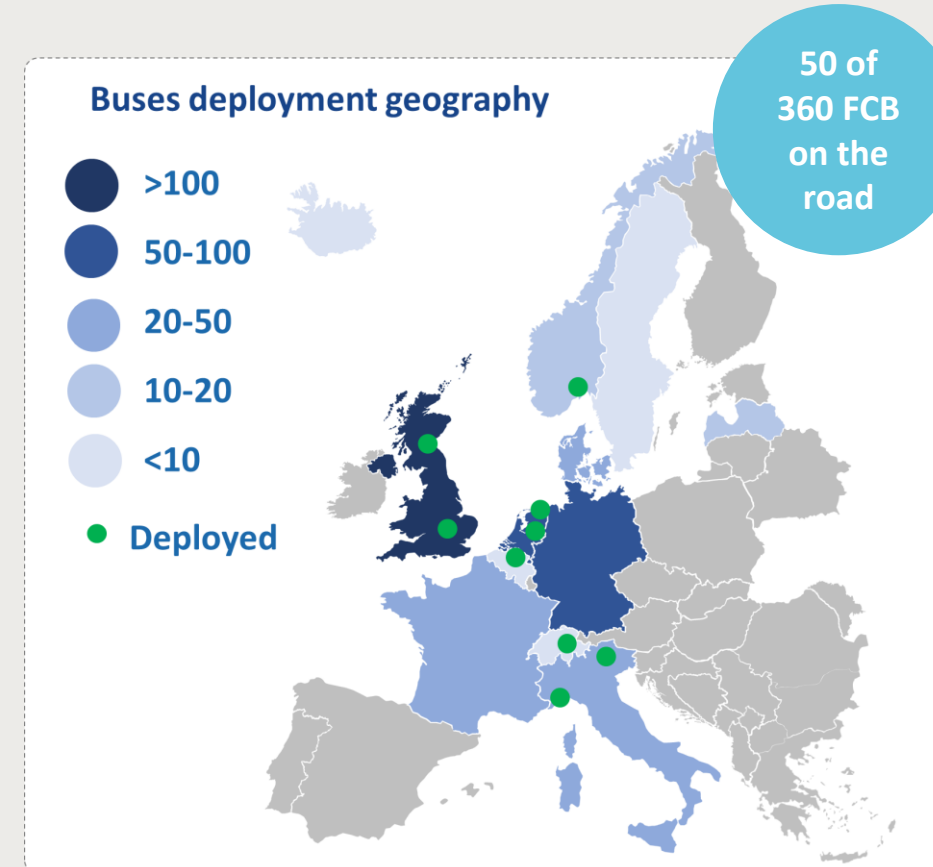 Buses deployment geography
50 of
360 FCB
on the
road
>100
50-100
20-50
10-20
<10
Deployed